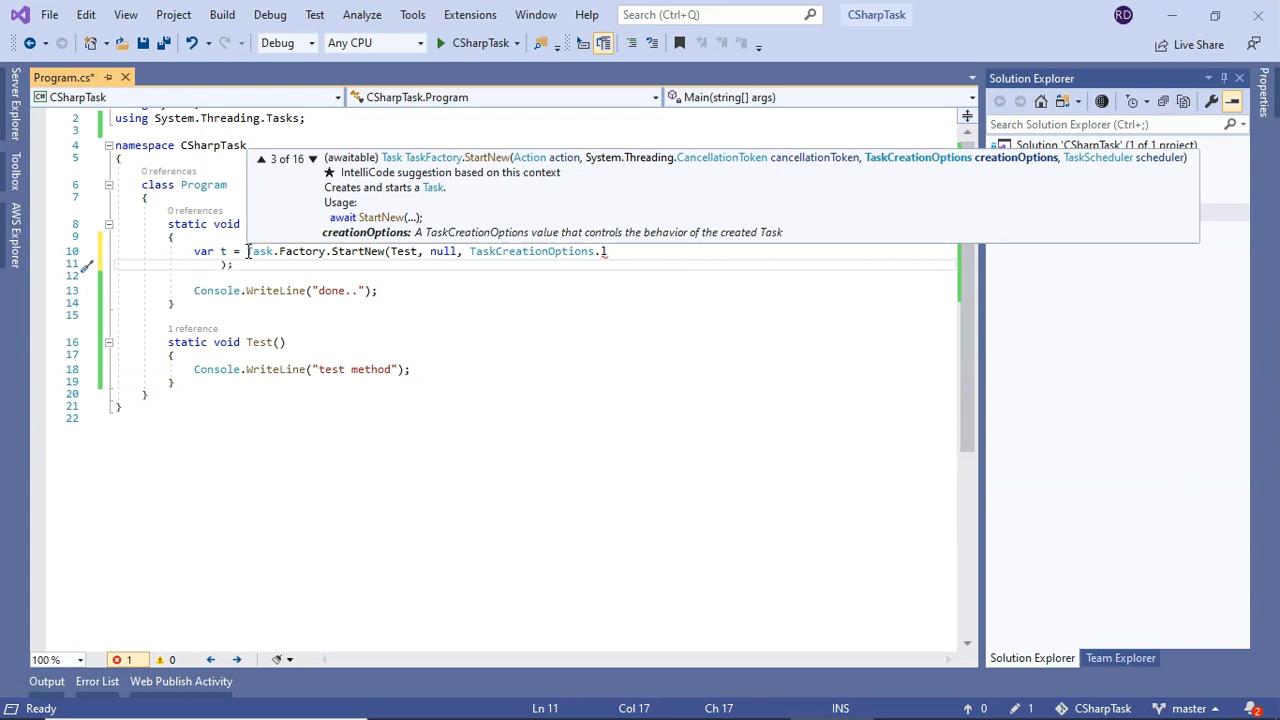 File Edit View Project Build Debug Test Analyze Tools Extensions Window Help Search (Ctrl+Q) CSharpTask RD
Debug Any CPU CSharpTask Live Share
Program.cs*
CSharpTask CSharpTask.Program Main(string[] args)
Server Explorer
Toolbox
AWS Explorer
2 using System.Threading.Tasks;
3
4 namespace CSharpTask
5 {
0 references
6 class Program
7 {
0 references
8 static void
9 {
10 var t = Task.Factory.StartNew(Test, null, TaskCreationOptions.l
11 );
12
13 Console.WriteLine("done..");
14 }
15
1 reference
16 static void Test()
17 {
18 Console.WriteLine("test method");
19 }
20 }
21 }
22
3 of 16 (awaitable) Task TaskFactory.StartNew(Action action, System.Threading.CancellationToken cancellationToken, TaskCreationOptions creationOptions, TaskScheduler scheduler)
★ IntelliCode suggestion based on this context
Creates and starts a Task.
Usage:
await StartNew(...);
creationOptions: A TaskCreationOptions value that controls the behavior of the created Task
Solution Explorer
Search Solution Explorer (Ctrl+;)
Solution 'CSharpTask' (1 of 1 project)
Properties
100 % 1 0
Solution Explorer Team Explorer
Output Error List Web Publish Activity
Ready Ln 11 Col 17 Ch 17 INS 0 1 CSharpTask master 2